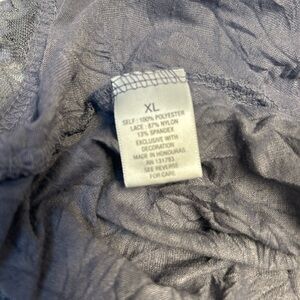 XL
SELF: 100% POLYESTER
LACE: 87% NYLON
13% SPANDEX
EXCLUSIVE WITH
DECORATION
MADE IN HONDURAS
RN 131783
SEE REVERSE
FOR CARE